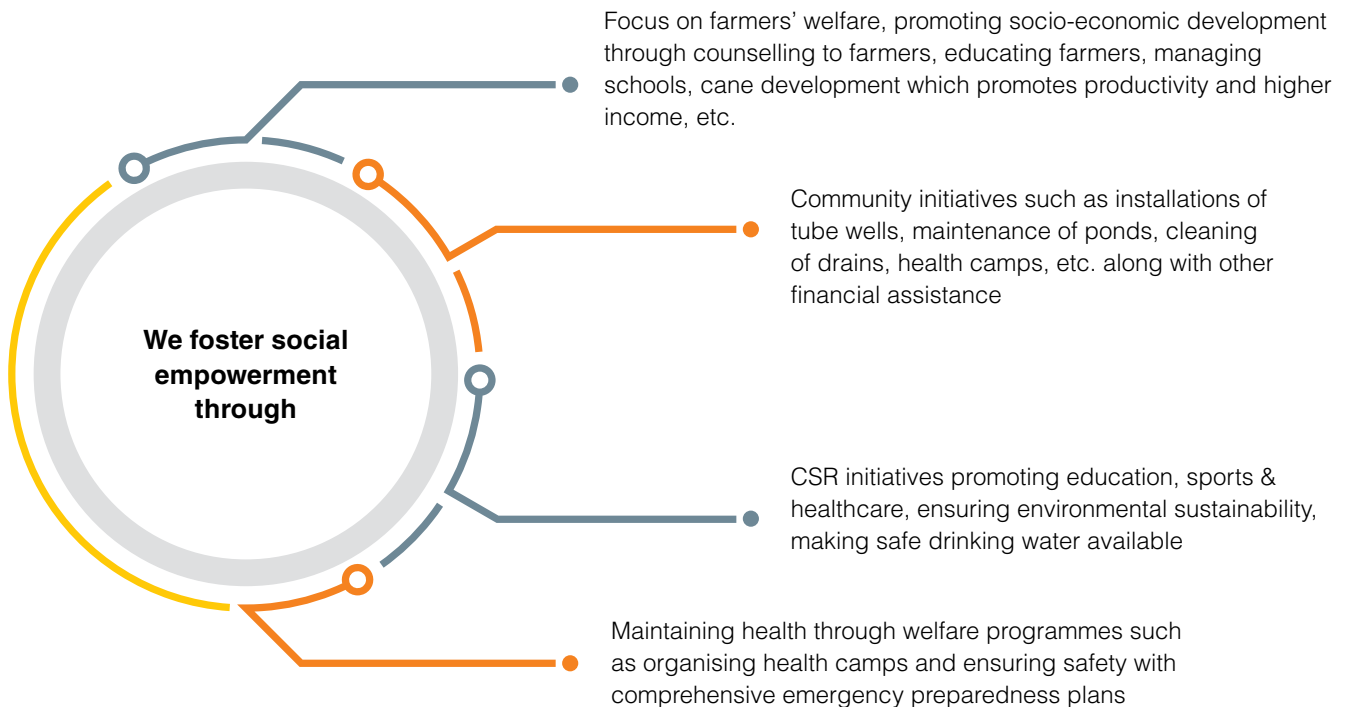 Focus on farmers’ welfare, promoting socio-economic development
through counselling to farmers, educating farmers, managing
schools, cane development which promotes productivity and higher
income, etc.
Community initiatives such as installations of
tube wells, maintenance of ponds, cleaning
of drains, health camps, etc. along with other
financial assistance
We foster social
empowerment
through
CSR initiatives promoting education, sports &
healthcare, ensuring environmental sustainability,
making safe drinking water available
Maintaining health through welfare programmes such
as organising health camps and ensuring safety with
comprehensive emergency preparedness plans